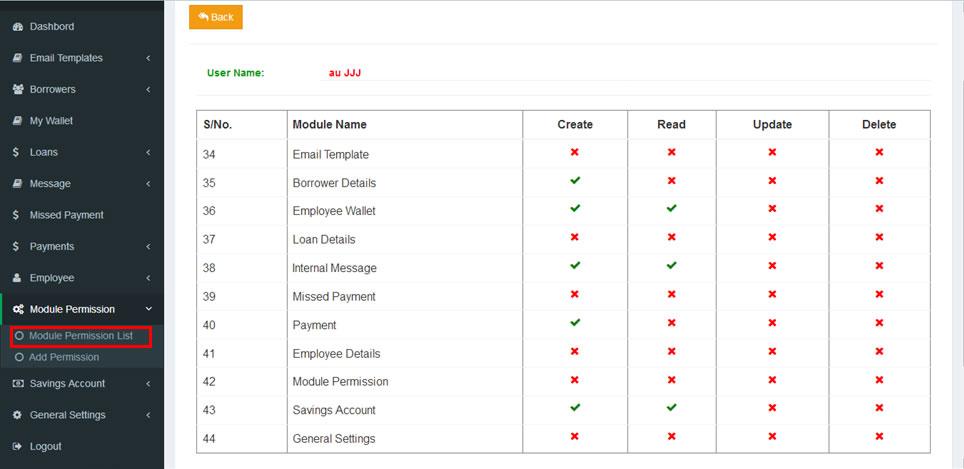 Dashbord
Email Templates
Borrowers
My Wallet
Loans
Message
Missed Payment
Payments
Employee
Module Permission
Module Permission List
Add Permission
Savings Account
General Settings
Logout
Back
User Name: au JJJ
S/No. Module Name Create Read Update Delete
34 Email Template
35 Borrower Details
36 Employee Wallet
37 Loan Details
38 Internal Message
39 Missed Payment
40 Payment
41 Employee Details
42 Module Permission
43 Savings Account
44 General Settings